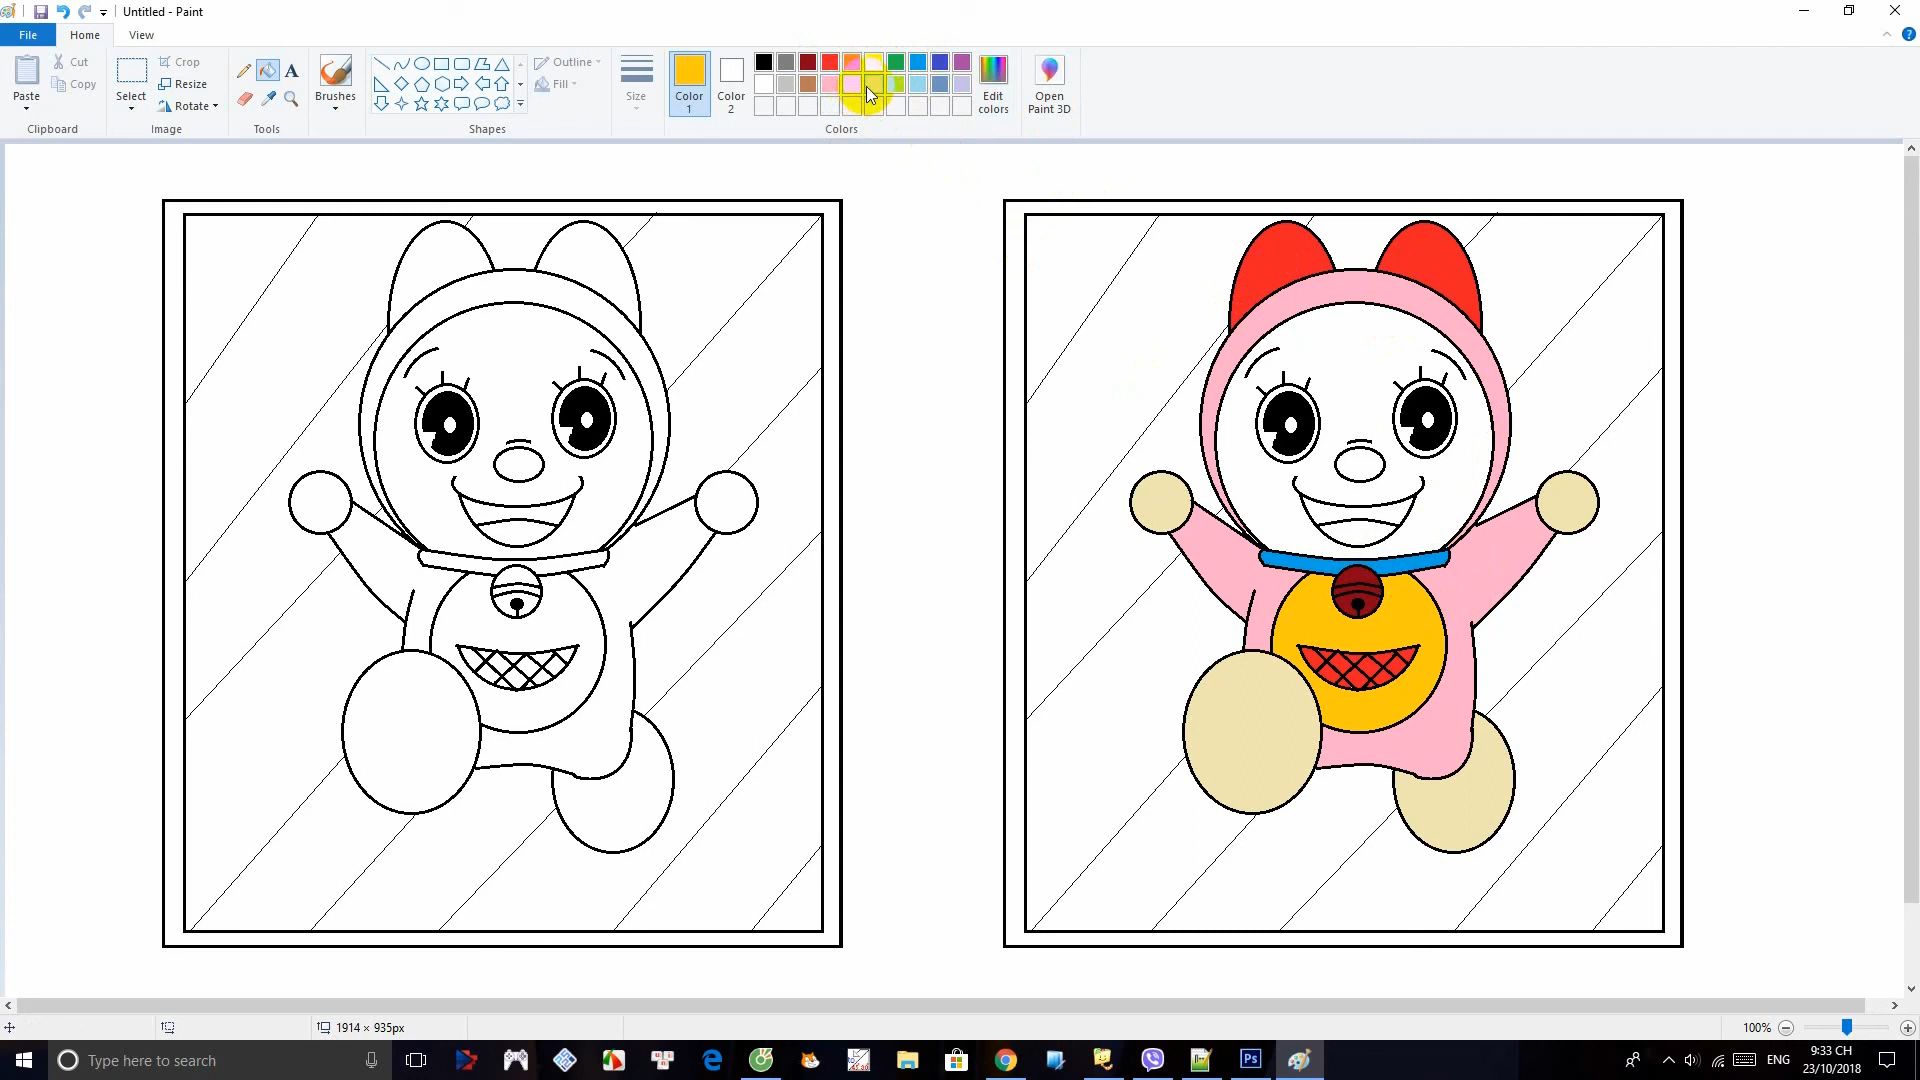 Untitled - Paint
File Home View
Paste Cut Copy
Clipboard
Select Crop Resize Rotate
Image
A
Tools
Brushes
Outline Fill
Shapes
Size
Color 1 Color 2
Colors
Edit colors
Open Paint 3D
1914 × 935px
100%
Type here to search
Ps
ENG
9:33 CH
23/10/2018